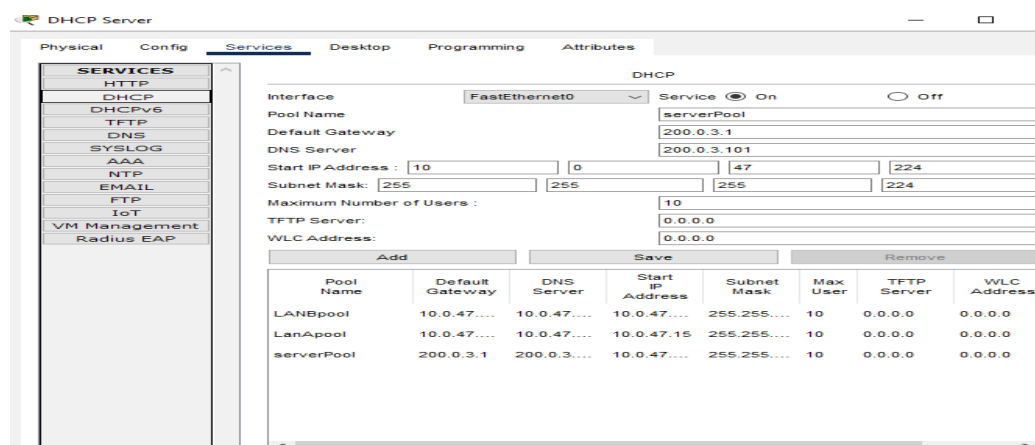 DHCP Server
Physical Config Services Desktop Programming Attributes
SERVICES
HTTP
DHCP
DHCPv6
TFTP
DNS
SYSLOG
AAA
NTP
EMAIL
FTP
IoT
VM Management
Radius EAP
DHCP
Interface FastEthernet0 Service On Off
Pool Name serverPool
Default Gateway 200.0.3.1
DNS Server 200.0.3.101
Start IP Address : 10 0 47 224
Subnet Mask: 255 255 255 224
Maximum Number of Users : 10
TFTP Server: 0.0.0.0
WLC Address: 0.0.0.0
Add Save Remove
Pool Name Default Gateway DNS Server Start IP Address Subnet Mask Max User TFTP Server WLC Address
LANBpool 10.0.47.... 10.0.47.... 10.0.47.... 255.255.... 10 0.0.0.0 0.0.0.0
LanApool 10.0.47.... 10.0.47.... 10.0.47.15 255.255.... 10 0.0.0.0 0.0.0.0
serverPool 200.0.3.1 200.0.3.... 10.0.47.... 255.255.... 10 0.0.0.0 0.0.0.0